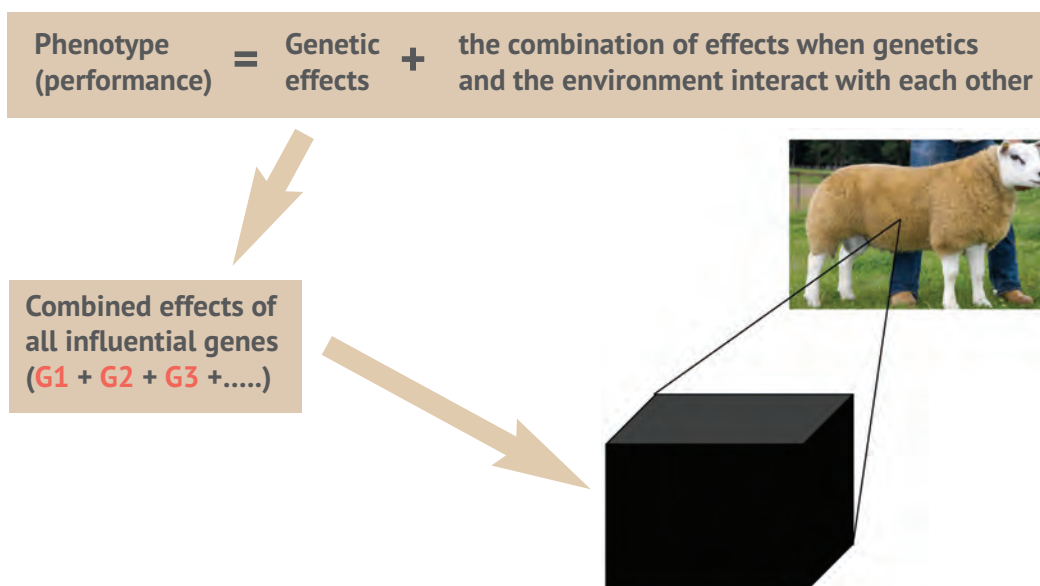 Phenotype = Genetic + the combination of effects when genetics
(performance) effects and the environment interact with each other
Combined effects of
all influential genes
(G1 + G2 + G3 +.....)